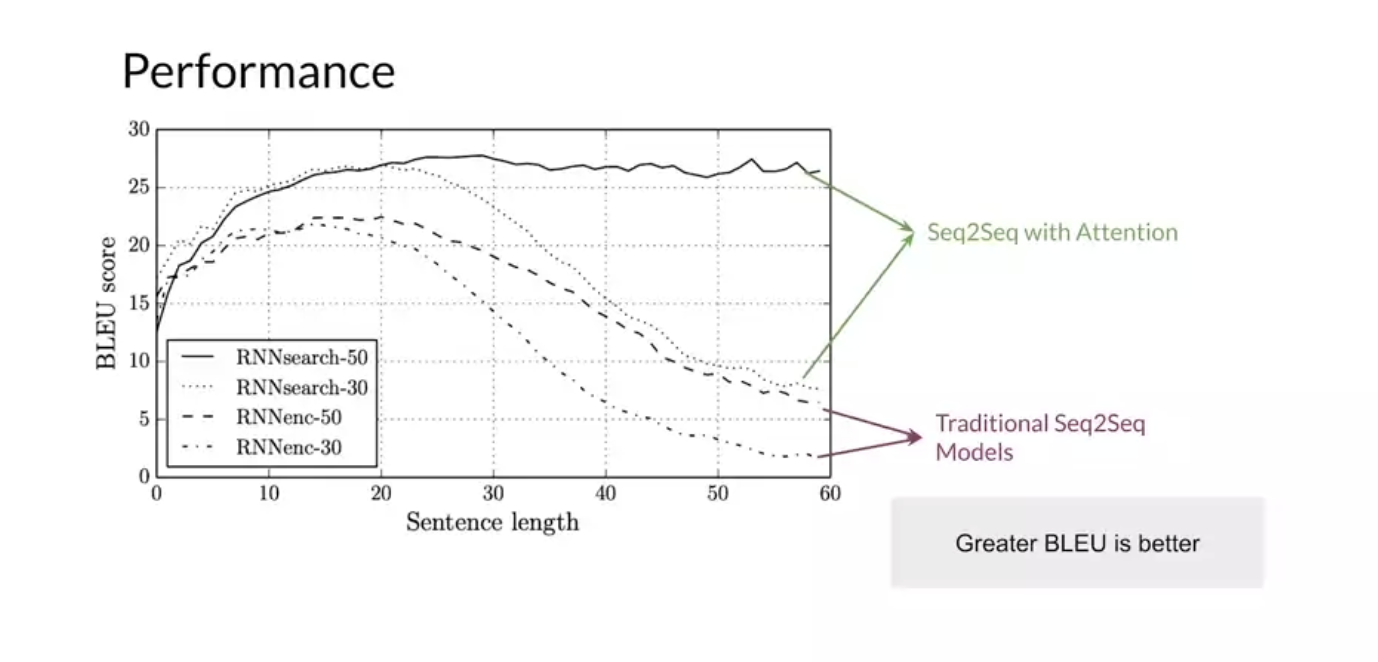 Performance
30
25
20
15
10
5
0
BLEU score
RNNsearch-50
RNNsearch-30
RNNenc-50
RNNenc-30
0 10 20 30 40 50 60
Sentence length
Seq2Seq with Attention
Traditional Seq2Seq
Models
Greater BLEU is better